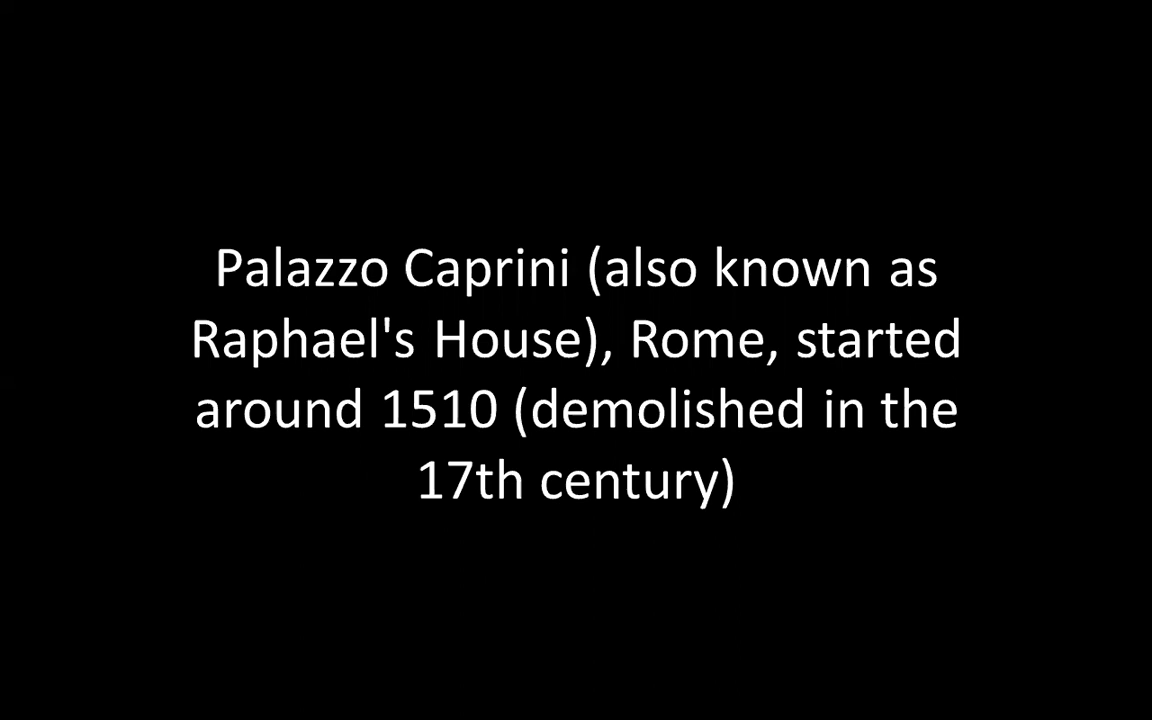 Palazzo Caprini (also known as
Raphael's House), Rome, started
around 1510 (demolished in the
17th century)